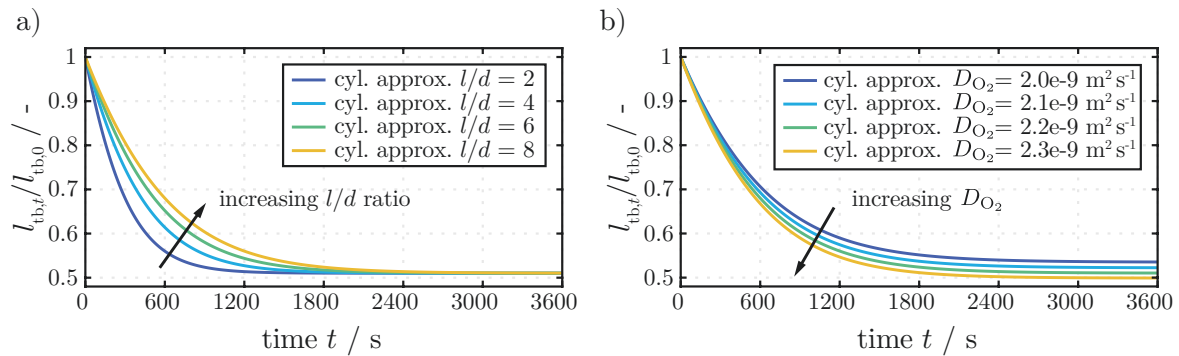 a)
l_tb,t/l_tb,0 / -
1
0.9
0.8
0.7
0.6
0.5
cyl. approx. l/d = 2
cyl. approx. l/d = 4
cyl. approx. l/d = 6
cyl. approx. l/d = 8
increasing l/d ratio
0 600 1200 1800 2400 3000 3600
time t / s
b)
l_tb,t/l_tb,0 / -
1
0.9
0.8
0.7
0.6
0.5
cyl. approx. D_O₂= 2.0e-9 m² s⁻¹
cyl. approx. D_O₂= 2.1e-9 m² s⁻¹
cyl. approx. D_O₂= 2.2e-9 m² s⁻¹
cyl. approx. D_O₂= 2.3e-9 m² s⁻¹
increasing D_O₂
0 600 1200 1800 2400 3000 3600
time t / s